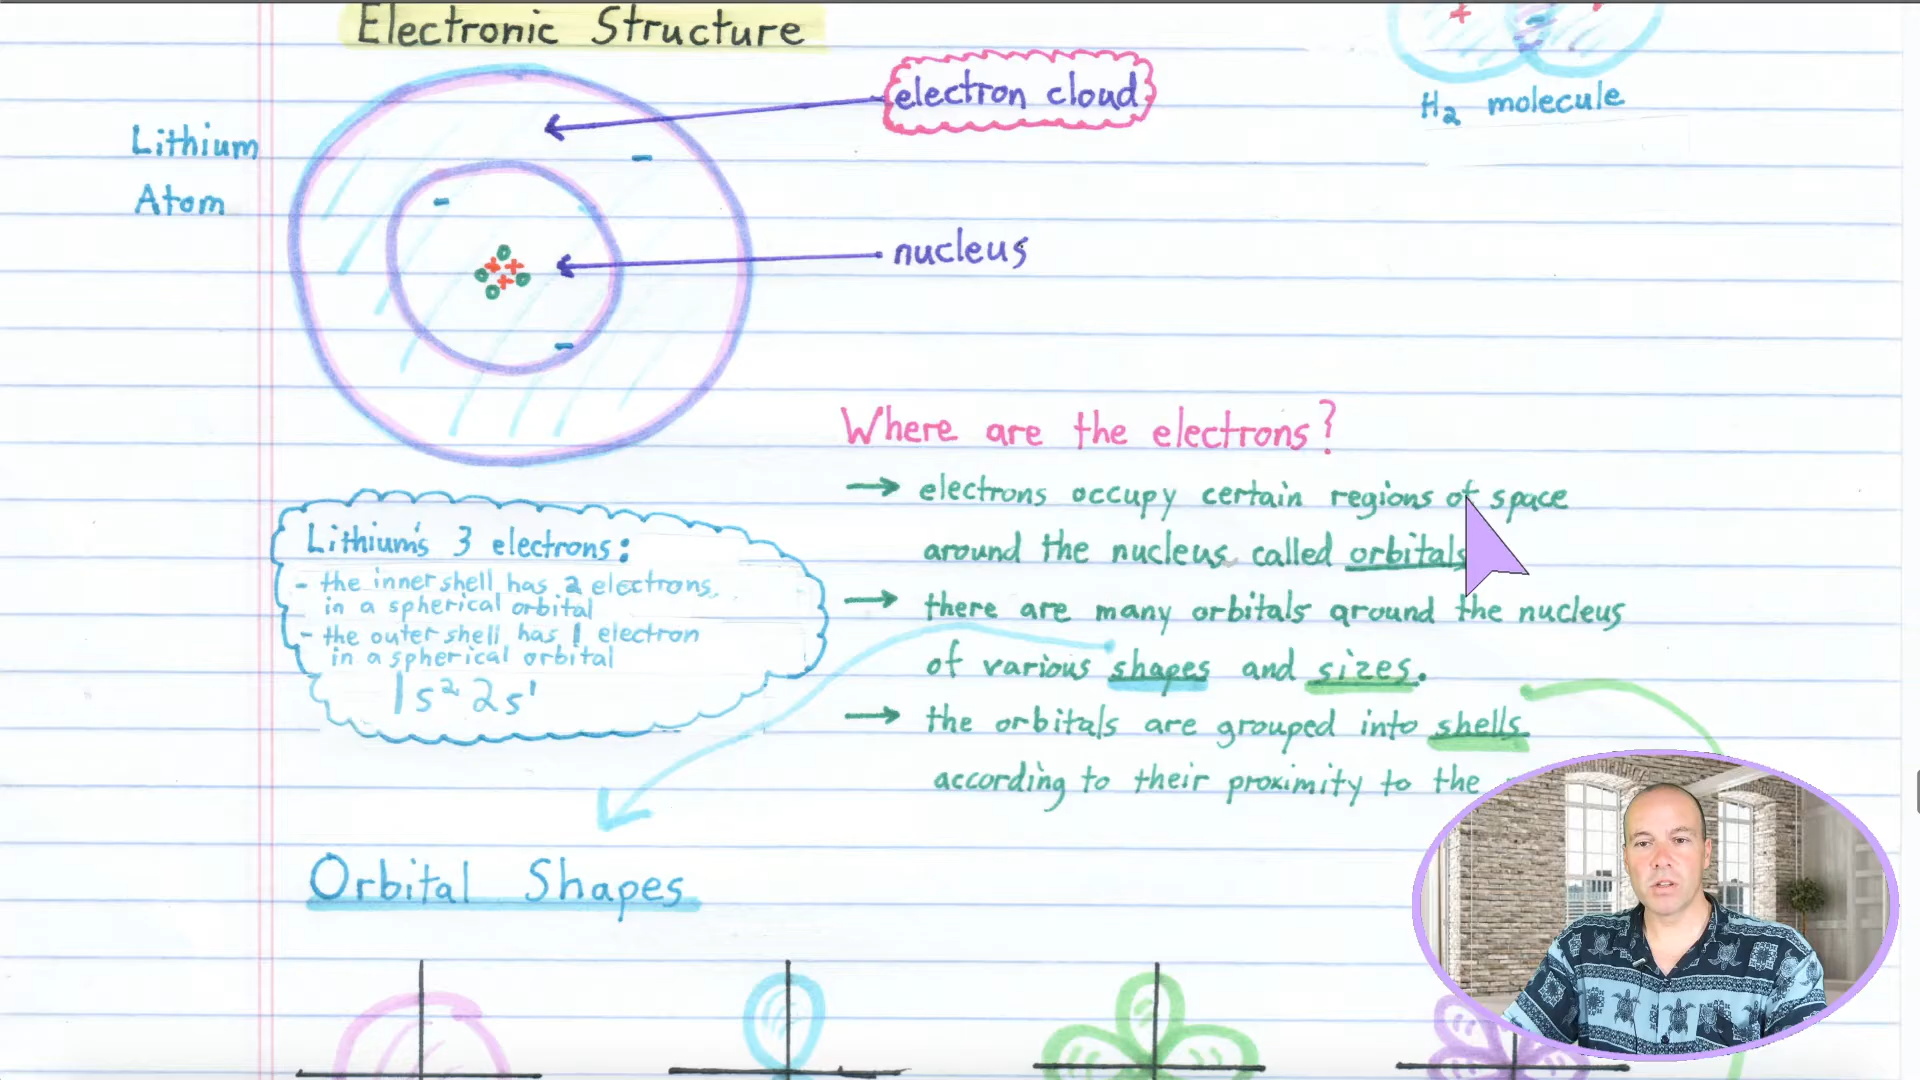 Electronic Structure
electron cloud
H2 molecule
Lithium
Atom
nucleus
Where are the electrons?
→ electrons occupy certain regions of space
around the nucleus called orbitals
→ there are many orbitals around the nucleus
of various shapes and sizes.
→ the orbitals are grouped into shells
according to their proximity to the
Lithium's 3 electrons:
- the inner shell has 2 electrons
in a spherical orbital
- the outer shell has 1 electron
in a spherical orbital
1s² 2s¹
Orbital Shapes